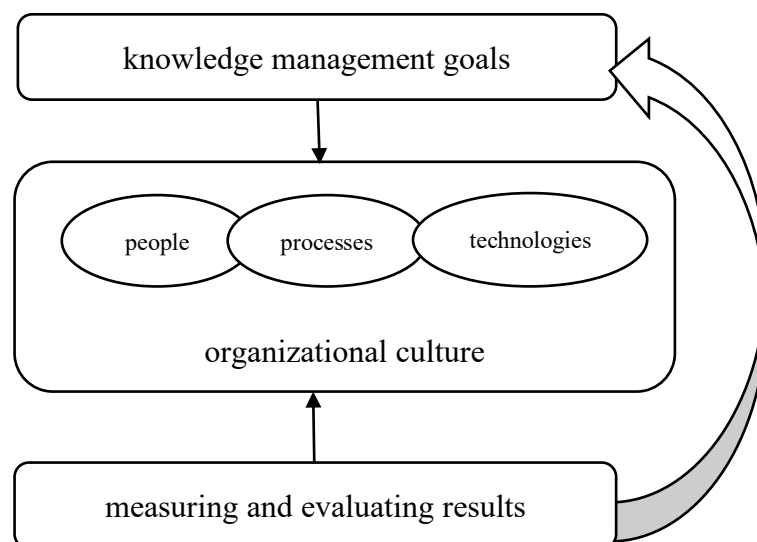 knowledge management goals
people processes technologies
organizational culture
measuring and evaluating results